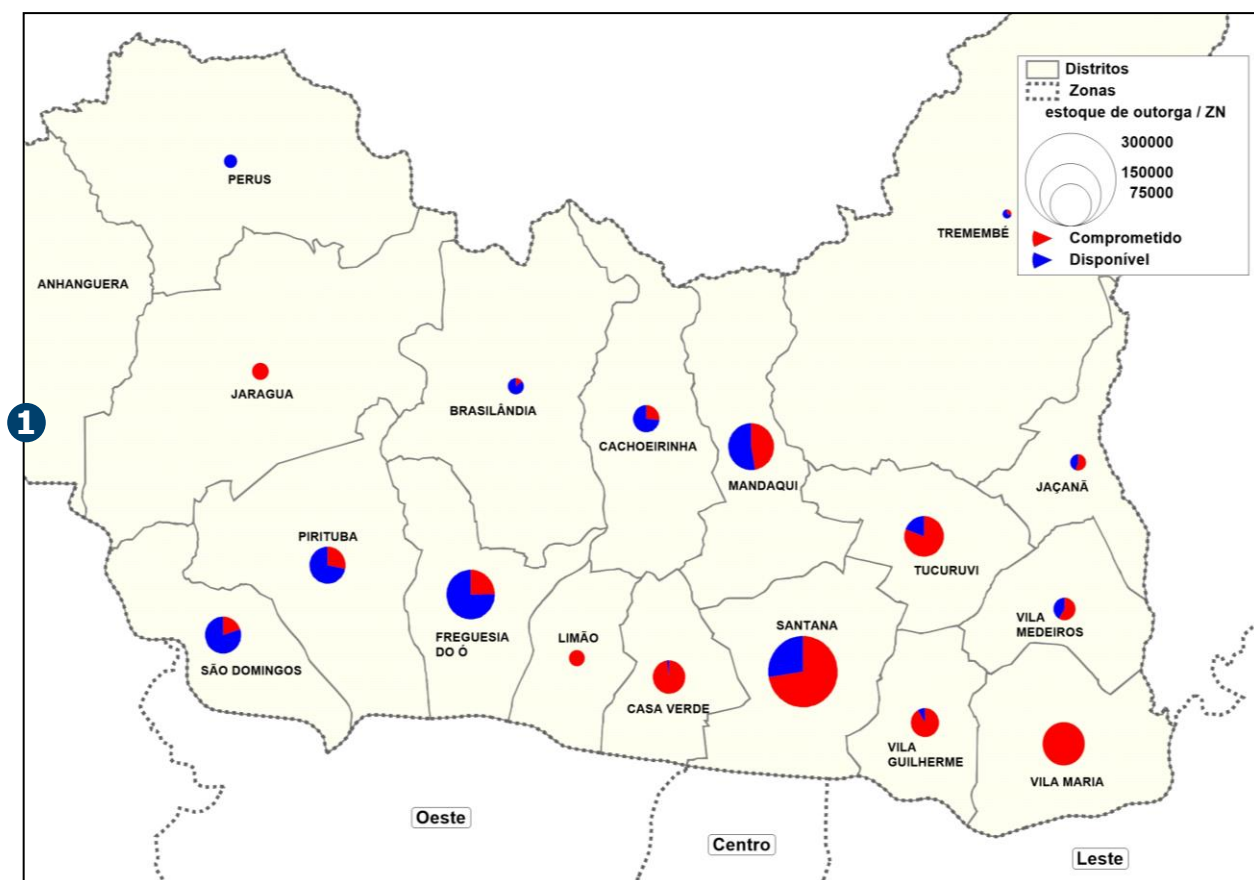 Distritos
Zonas
estoque de outorga / ZN
300000
150000
75000
Comprometido
Disponível
PERUS
TREMEMBÉ
ANHANGUERA
JARAGUA
BRASILÂNDIA
1
CACHOEIRINHA
MANDAQUI
JAÇANÃ
PIRITUBA
TUCURUVI
FREGUESIA
DO Ó
LIMÃO
SANTANA
VILA
MEDEIROS
SÃO DOMINGOS
CASA VERDE
VILA
GUILHERME
VILA MARIA
Oeste
Centro
Leste